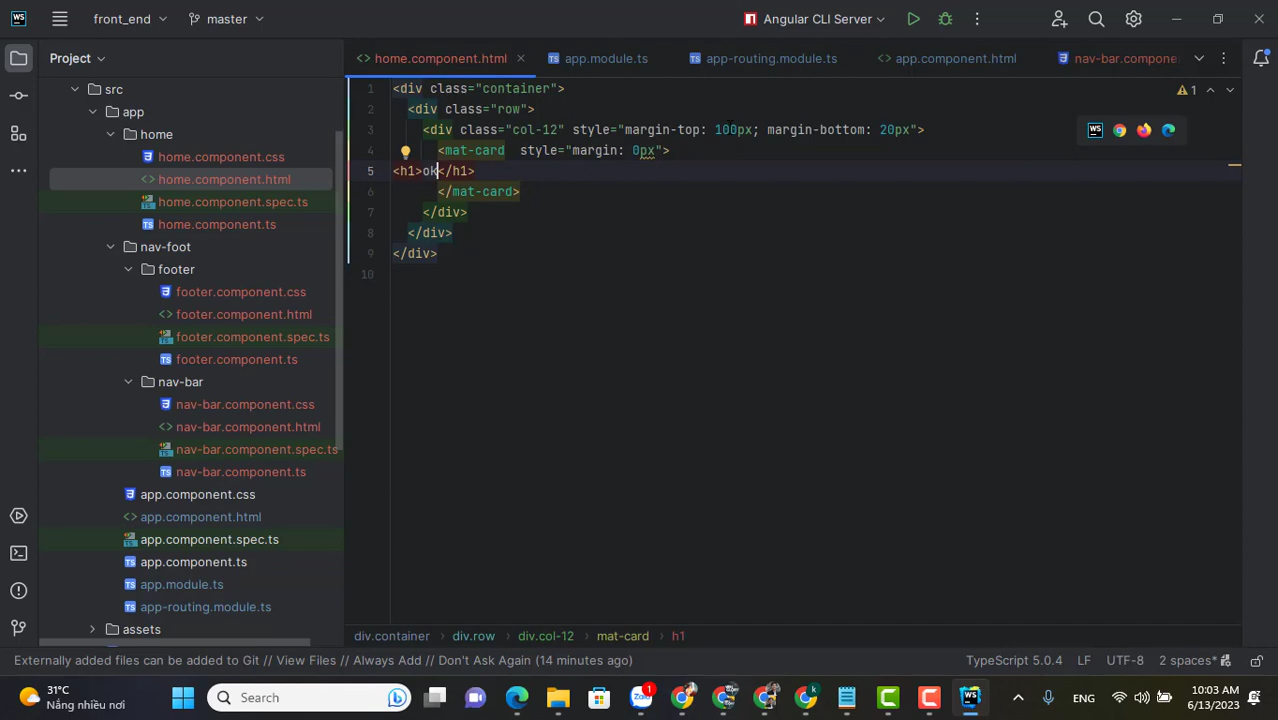 WS front_end master Angular CLI Server
Project
home.component.html app.module.ts app-routing.module.ts app.component.html nav-bar.compone
src
app
home
home.component.css
home.component.html
home.component.spec.ts
home.component.ts
nav-foot
footer
footer.component.css
footer.component.html
footer.component.spec.ts
footer.component.ts
nav-bar
nav-bar.component.css
nav-bar.component.html
nav-bar.component.spec.ts
nav-bar.component.ts
app.component.css
app.component.html
app.component.spec.ts
app.component.ts
app.module.ts
app-routing.module.ts
assets
1 <div class="container">
2 <div class="row">
3 <div class="col-12" style="margin-top: 100px; margin-bottom: 20px">
4 <mat-card  style="margin: 0px">
5 <h1>ok</h1>
6 </mat-card>
7 </div>
8 </div>
9 </div>
10
1
div.container div.row div.col-12 mat-card h1
Externally added files can be added to Git // View Files // Always Add // Don't Ask Again (14 minutes ago) TypeScript 5.0.4 LF UTF-8 2 spaces*
31°C
Nắng nhiều nơi
Search
ENG
10:03 AM
6/13/2023